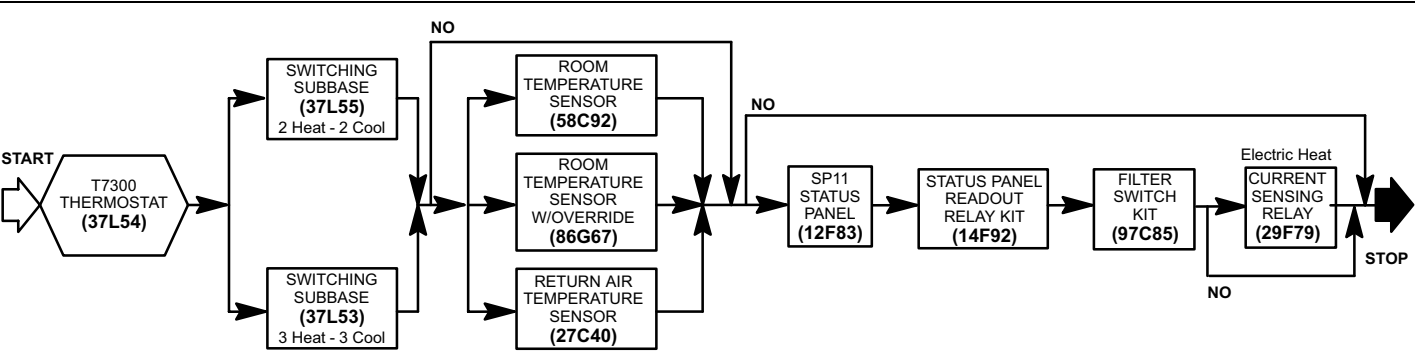 START
T7300
THERMOSTAT
(37L54)
SWITCHING
SUBBASE
(37L55)
2 Heat - 2 Cool
SWITCHING
SUBBASE
(37L53)
3 Heat - 3 Cool
NO
ROOM
TEMPERATURE
SENSOR
(58C92)
ROOM
TEMPERATURE
SENSOR
W/OVERRIDE
(86G67)
RETURN AIR
TEMPERATURE
SENSOR
(27C40)
NO
SP11
STATUS
PANEL
(12F83)
STATUS PANEL
READOUT
RELAY KIT
(14F92)
FILTER
SWITCH
KIT
(97C85)
Electric Heat
CURRENT
SENSING
RELAY
(29F79)
NO
STOP